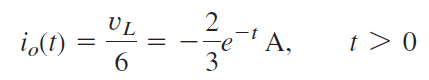 i_o(t) = v_L/6 = −2/3 e^{−t} A, t > 0